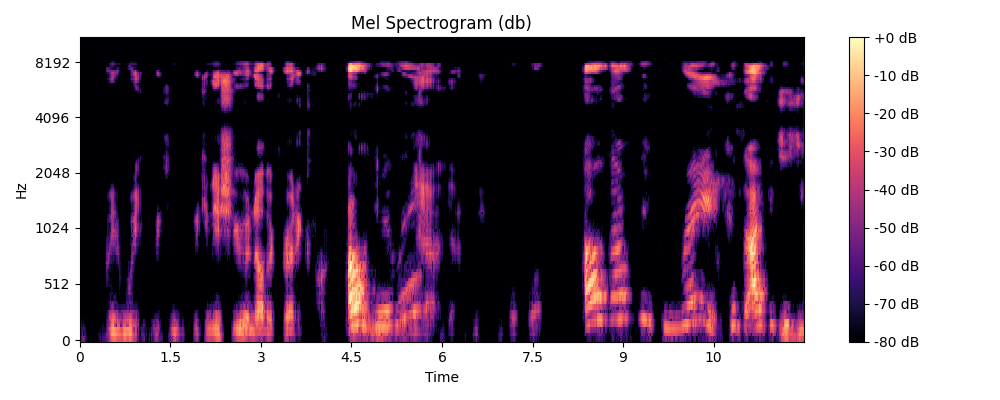 Mel Spectrogram (db)
8192
4096
2048
1024
512
0
Hz
0 1.5 3 4.5 6 7.5 9 10
Time
+0 dB
-10 dB
-20 dB
-30 dB
-40 dB
-50 dB
-60 dB
-70 dB
-80 dB